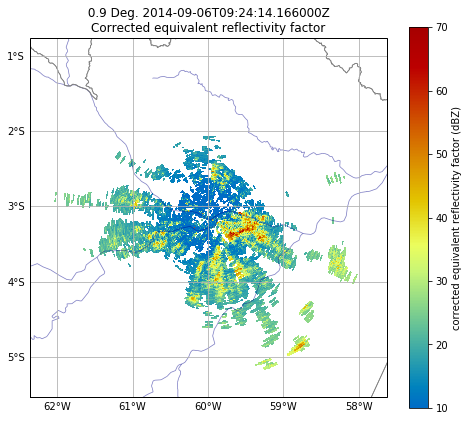 0.9 Deg. 2014-09-06T09:24:14.166000Z
Corrected equivalent reflectivity factor
1°S
2°S
3°S
4°S
5°S
62°W 61°W 60°W 59°W 58°W
70
60
50
40
30
20
10
corrected equivalent reflectivity factor (dBZ)